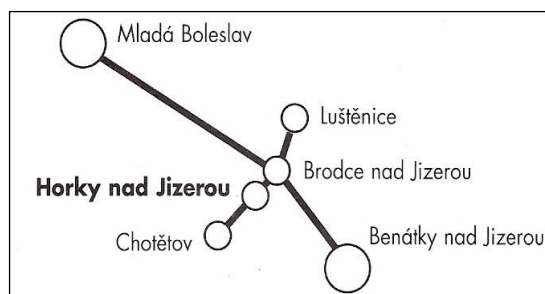 Mladá Boleslav
Luštěnice
Brodce nad Jizerou
Horky nad Jizerou
Chotětov
Benátky nad Jizerou